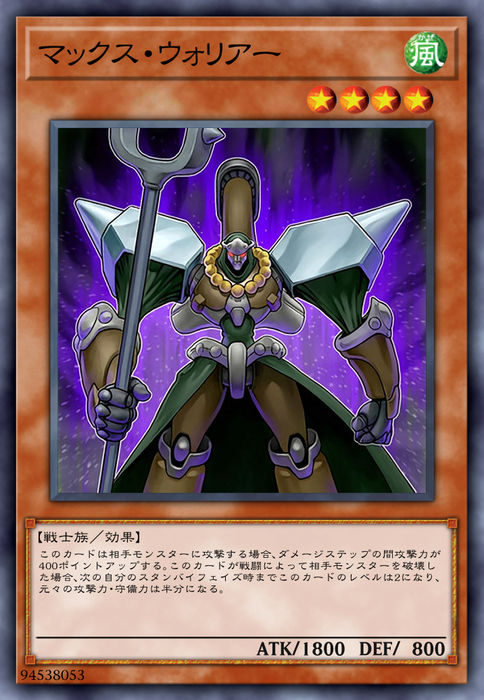 マックス・ウォリアー
風
かぜ
【戦士族／効果】
このカードは相手モンスターに攻撃する場合、ダメージステップの間攻撃力が
400ポイントアップする。このカードが戦闘によって相手モンスターを破壊し
た場合、次の自分のスタンバイフェイズ時までこのカードのレベルは2になり、
元々の攻撃力・守備力は半分になる。
ATK/1800 DEF/ 800
94538053